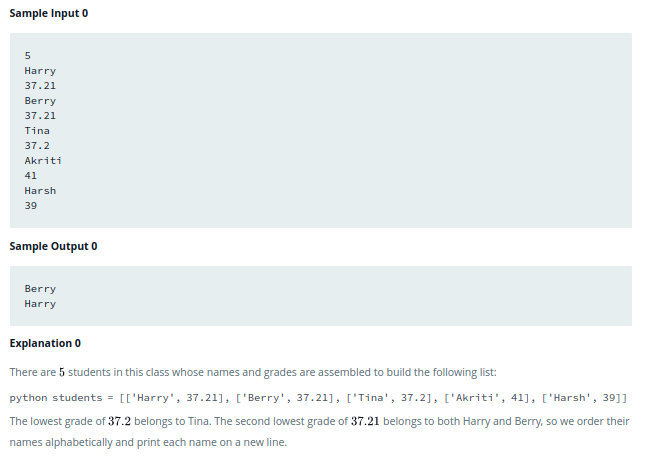 Sample Input 0
5
Harry
37.21
Berry
37.21
Tina
37.2
Akriti
41
Harsh
39
Sample Output 0
Berry
Harry
Explanation 0
There are 5 students in this class whose names and grades are assembled to build the following list:
python students = [['Harry', 37.21], ['Berry', 37.21], ['Tina', 37.2], ['Akriti', 41], ['Harsh', 39]]
The lowest grade of 37.2 belongs to Tina. The second lowest grade of 37.21 belongs to both Harry and Berry, so we order their
names alphabetically and print each name on a new line.